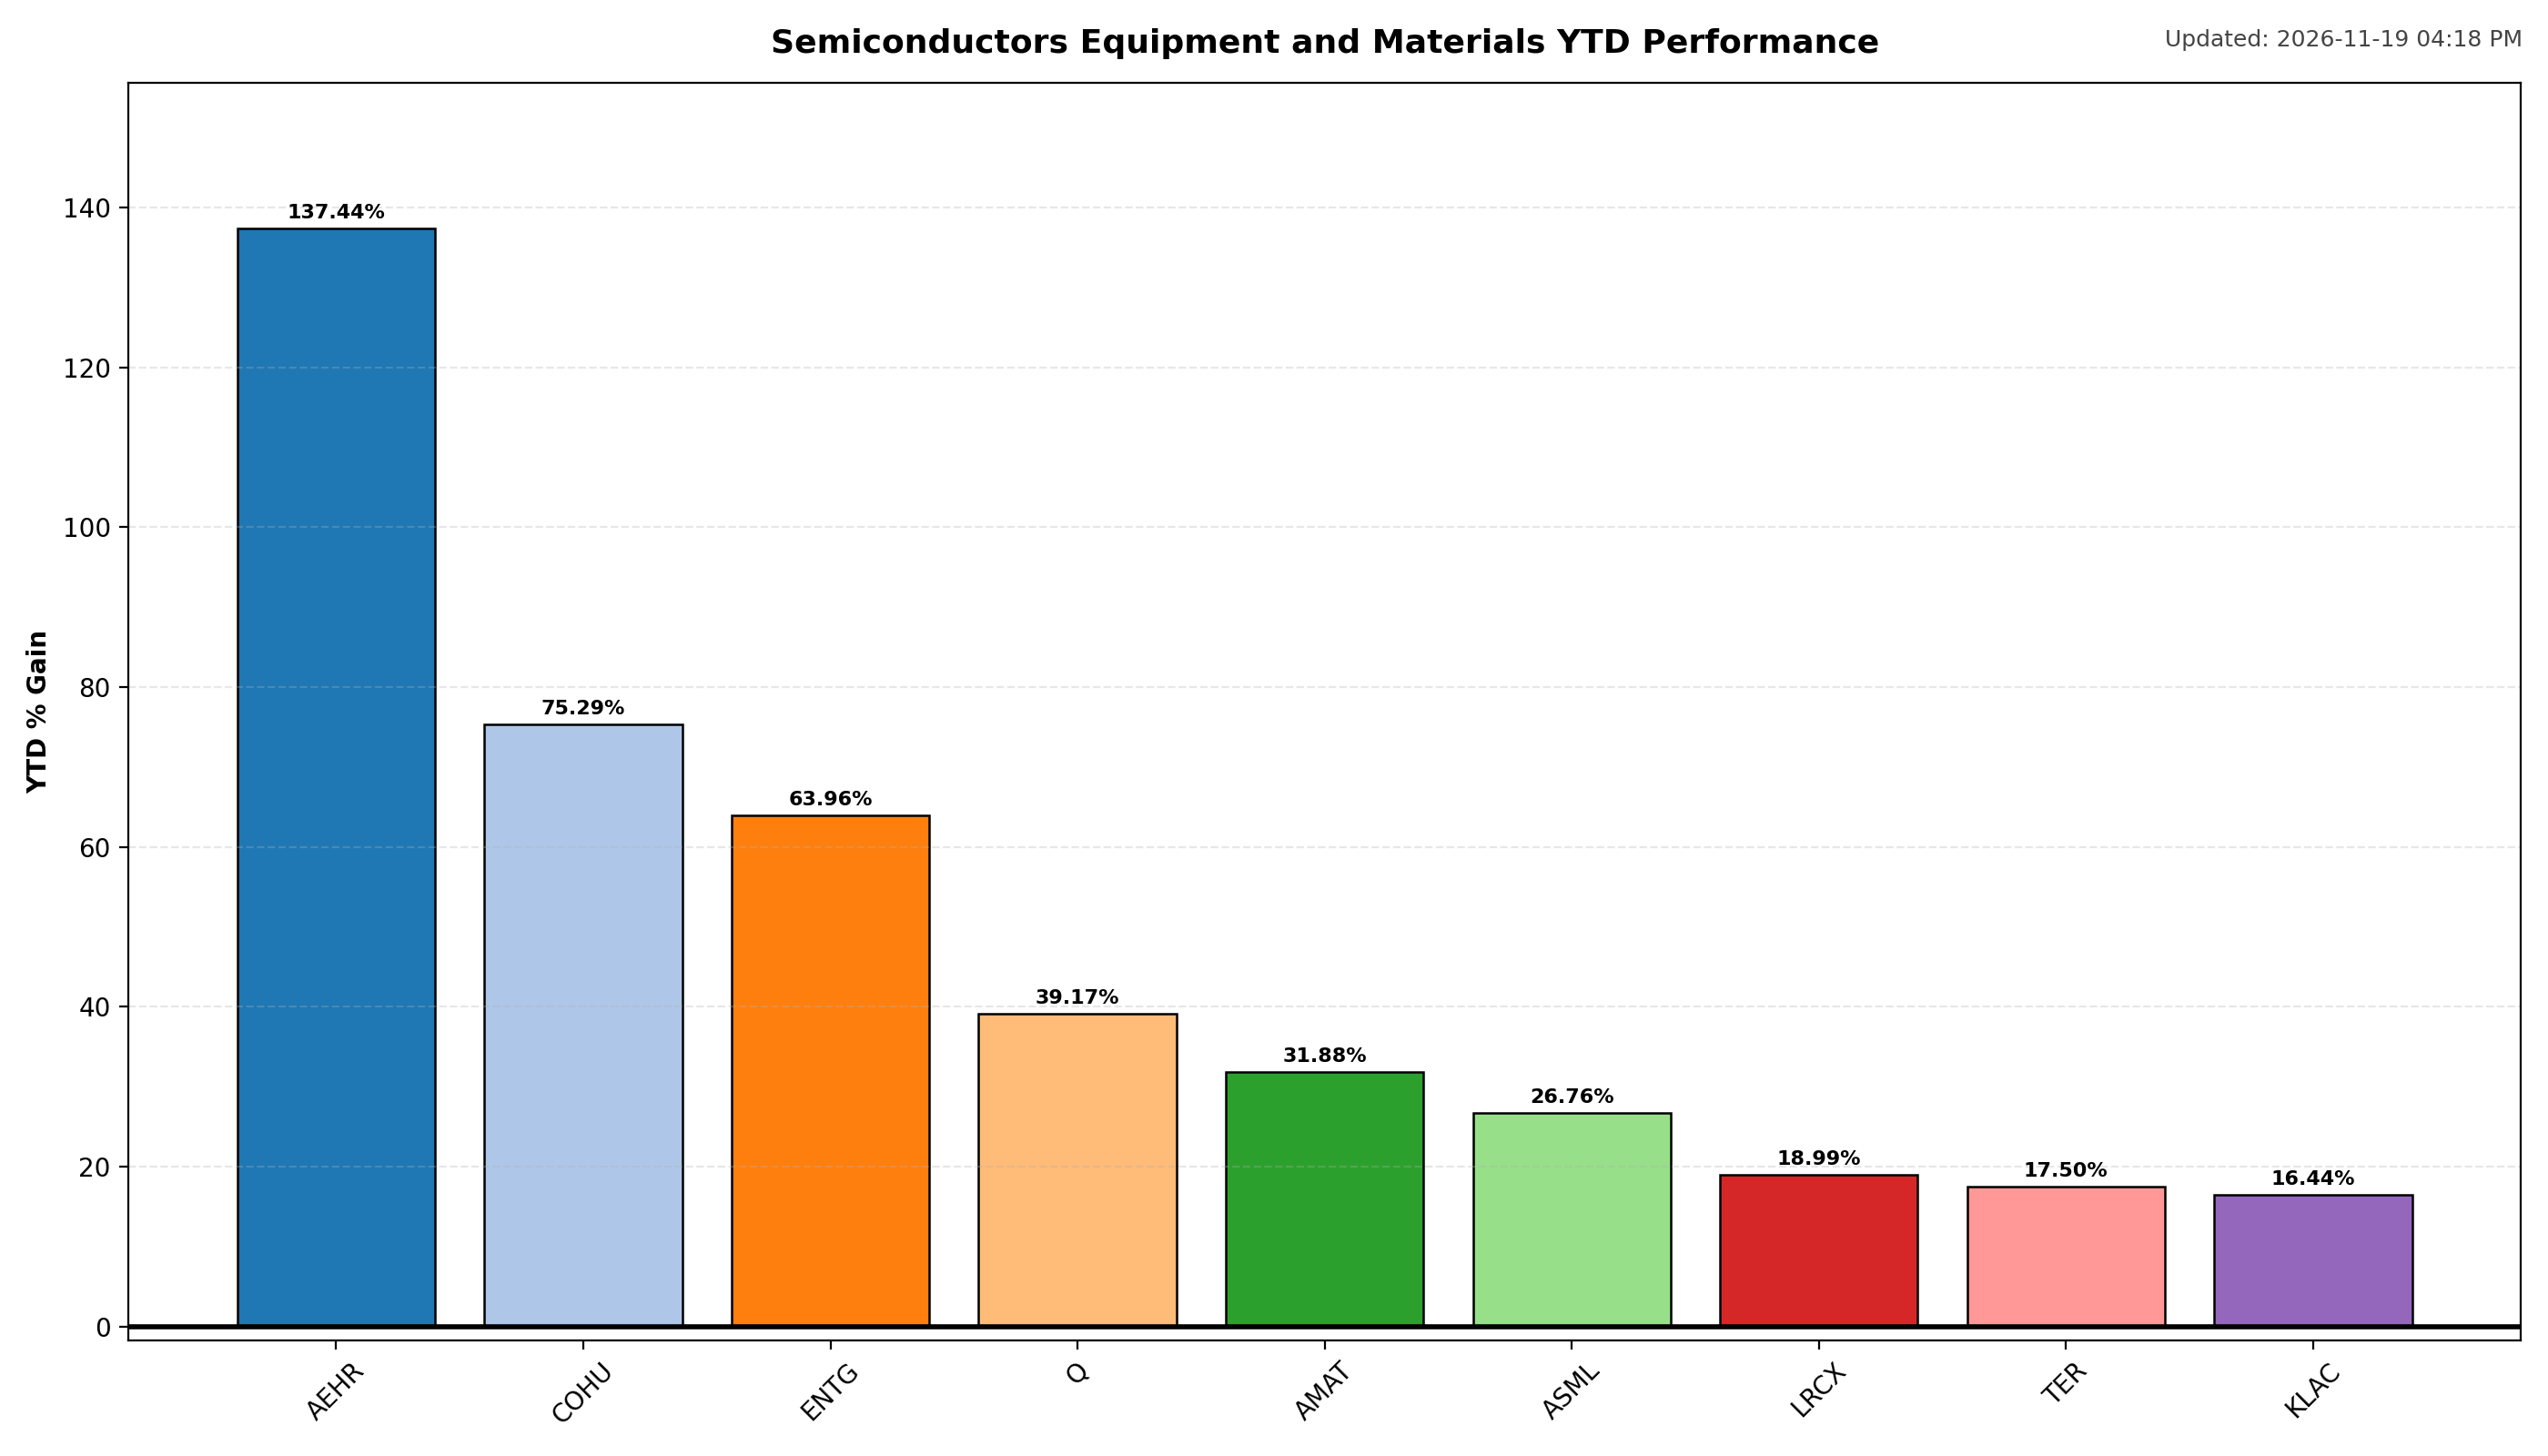 Semiconductors Equipment and Materials YTD Performance
Updated: 2026-11-19 04:18 PM
YTD % Gain
140
120
100
80
60
40
20
0
137.44%
75.29%
63.96%
39.17%
31.88%
26.76%
18.99%
17.50%
16.44%
AEHR
COHU
ENTG
Q
AMAT
ASML
LRCX
TER
KLAC